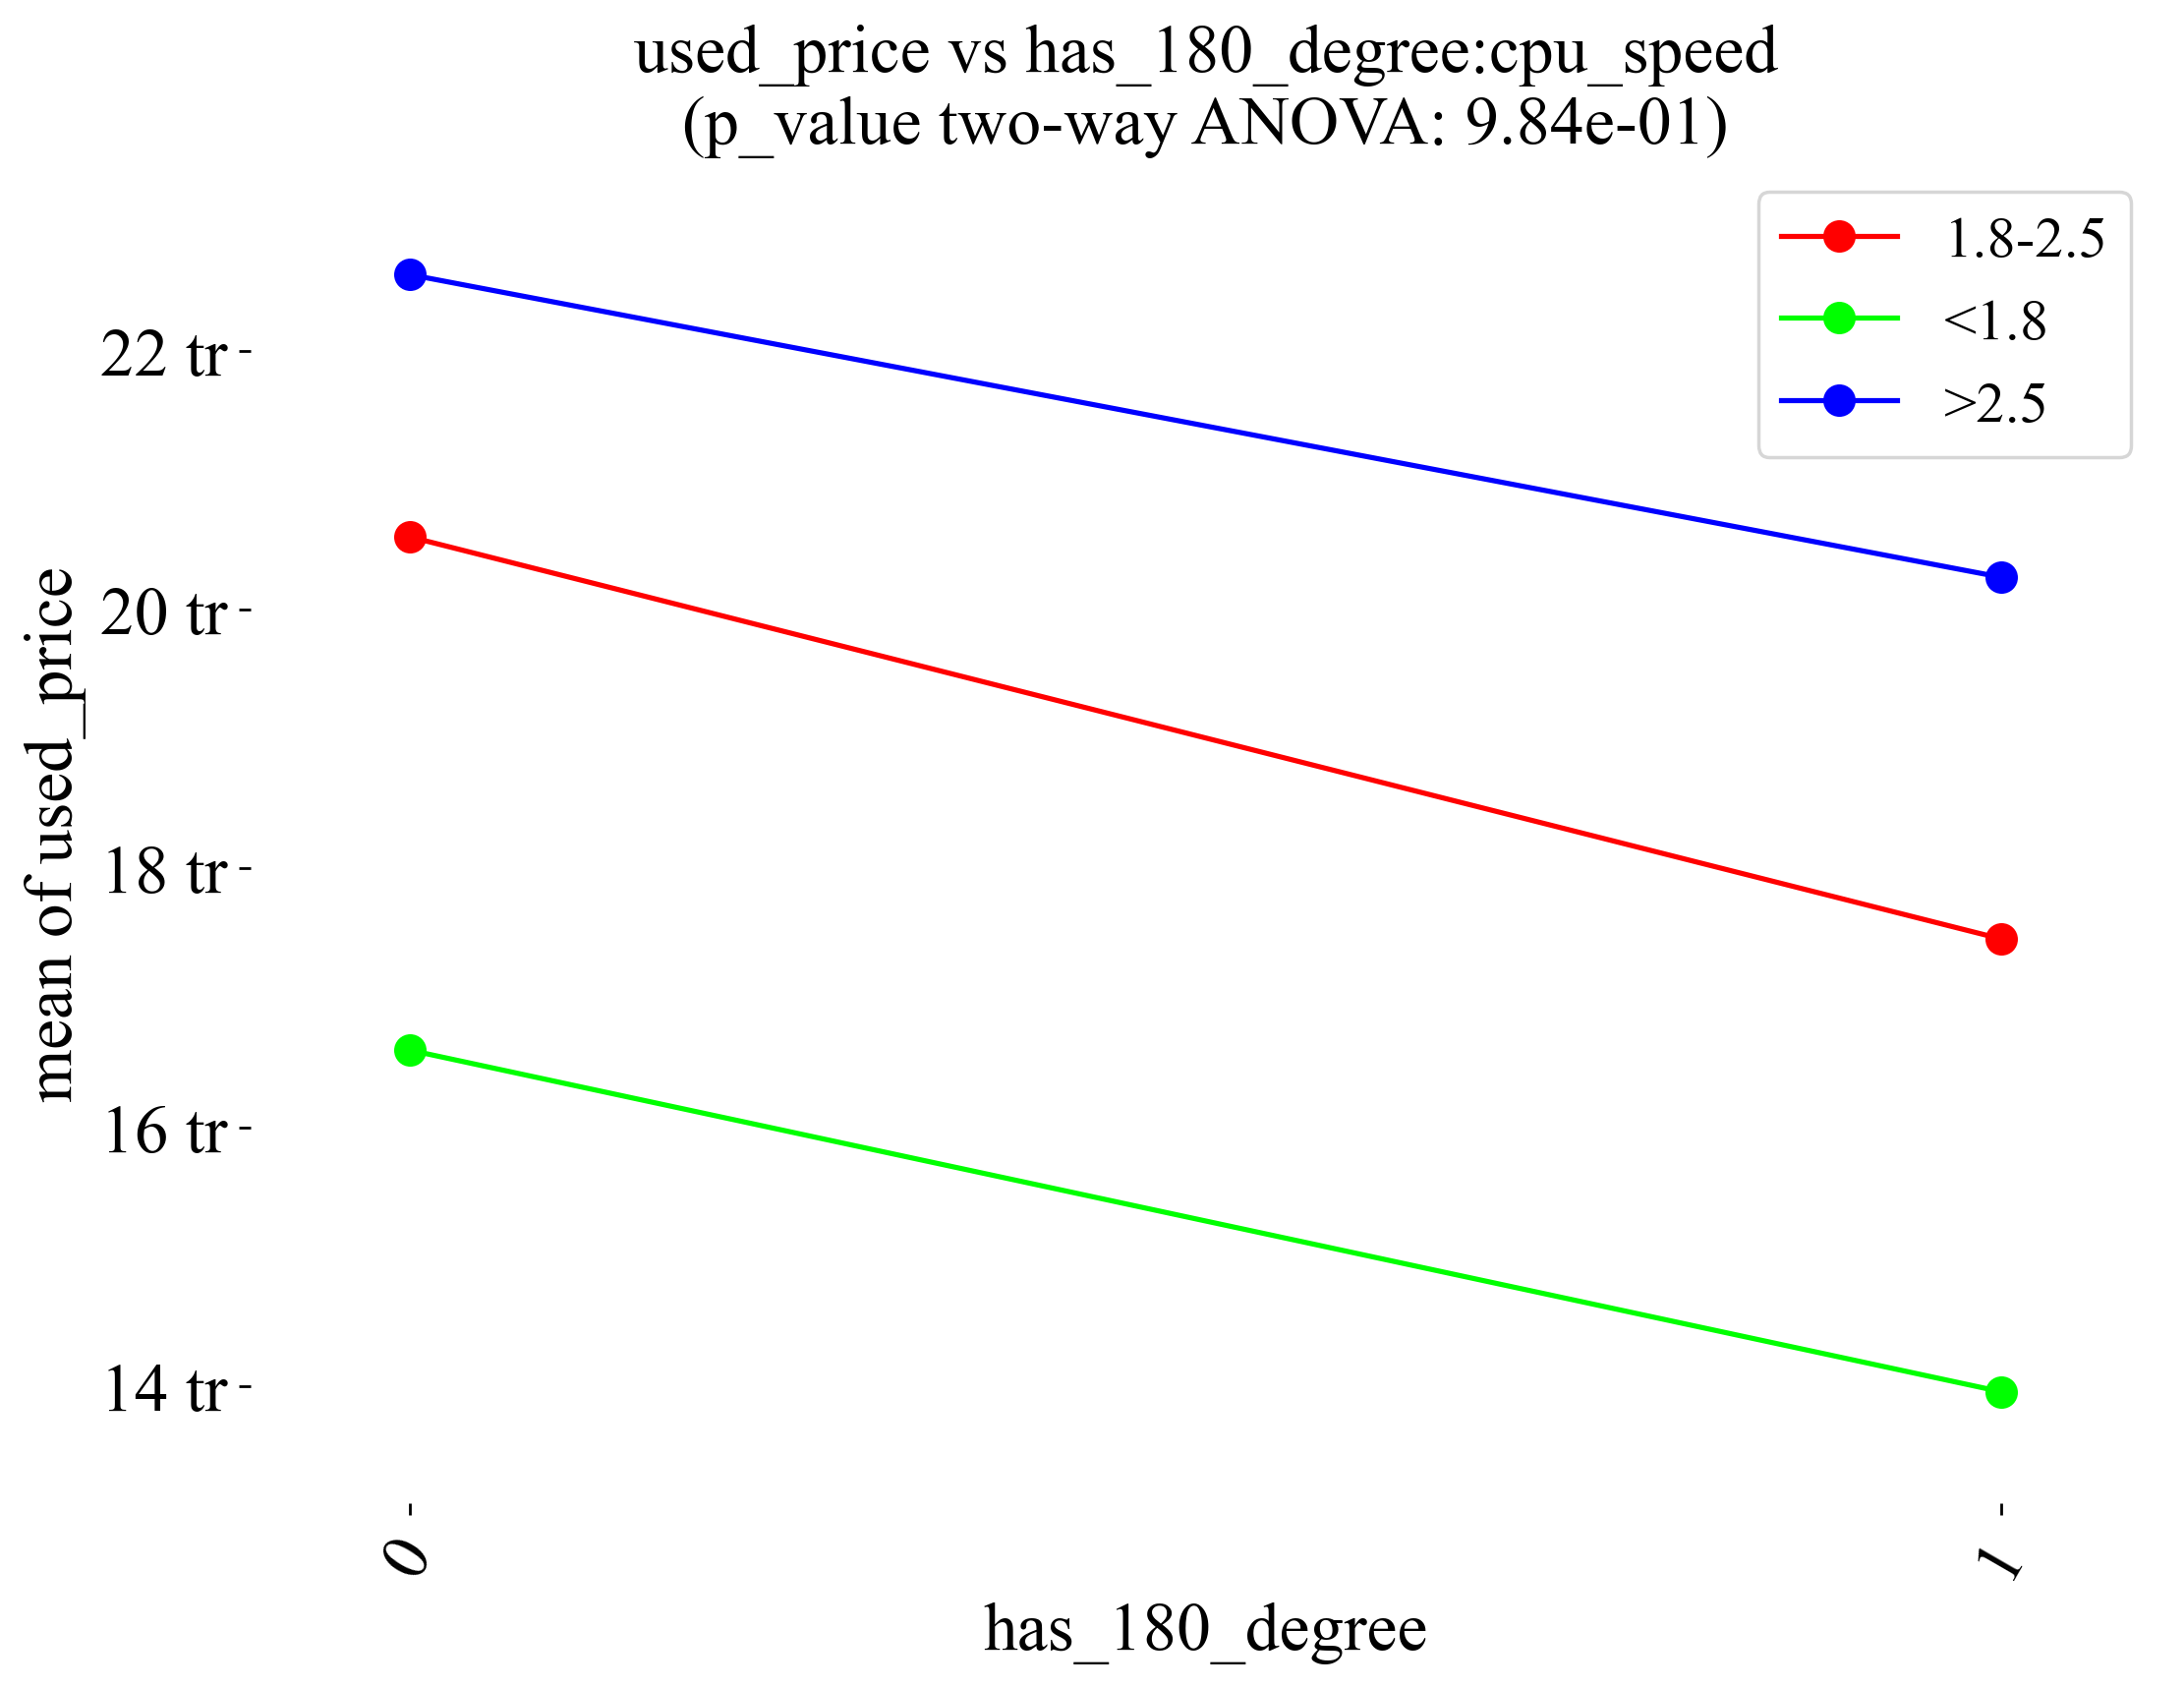 used_price vs has_180_degree:cpu_speed
(p_value two-way ANOVA: 9.84e-01)
1.8-2.5
<1.8
>2.5
22 tr
20 tr
18 tr
16 tr
14 tr
mean of used_price
0
1
has_180_degree